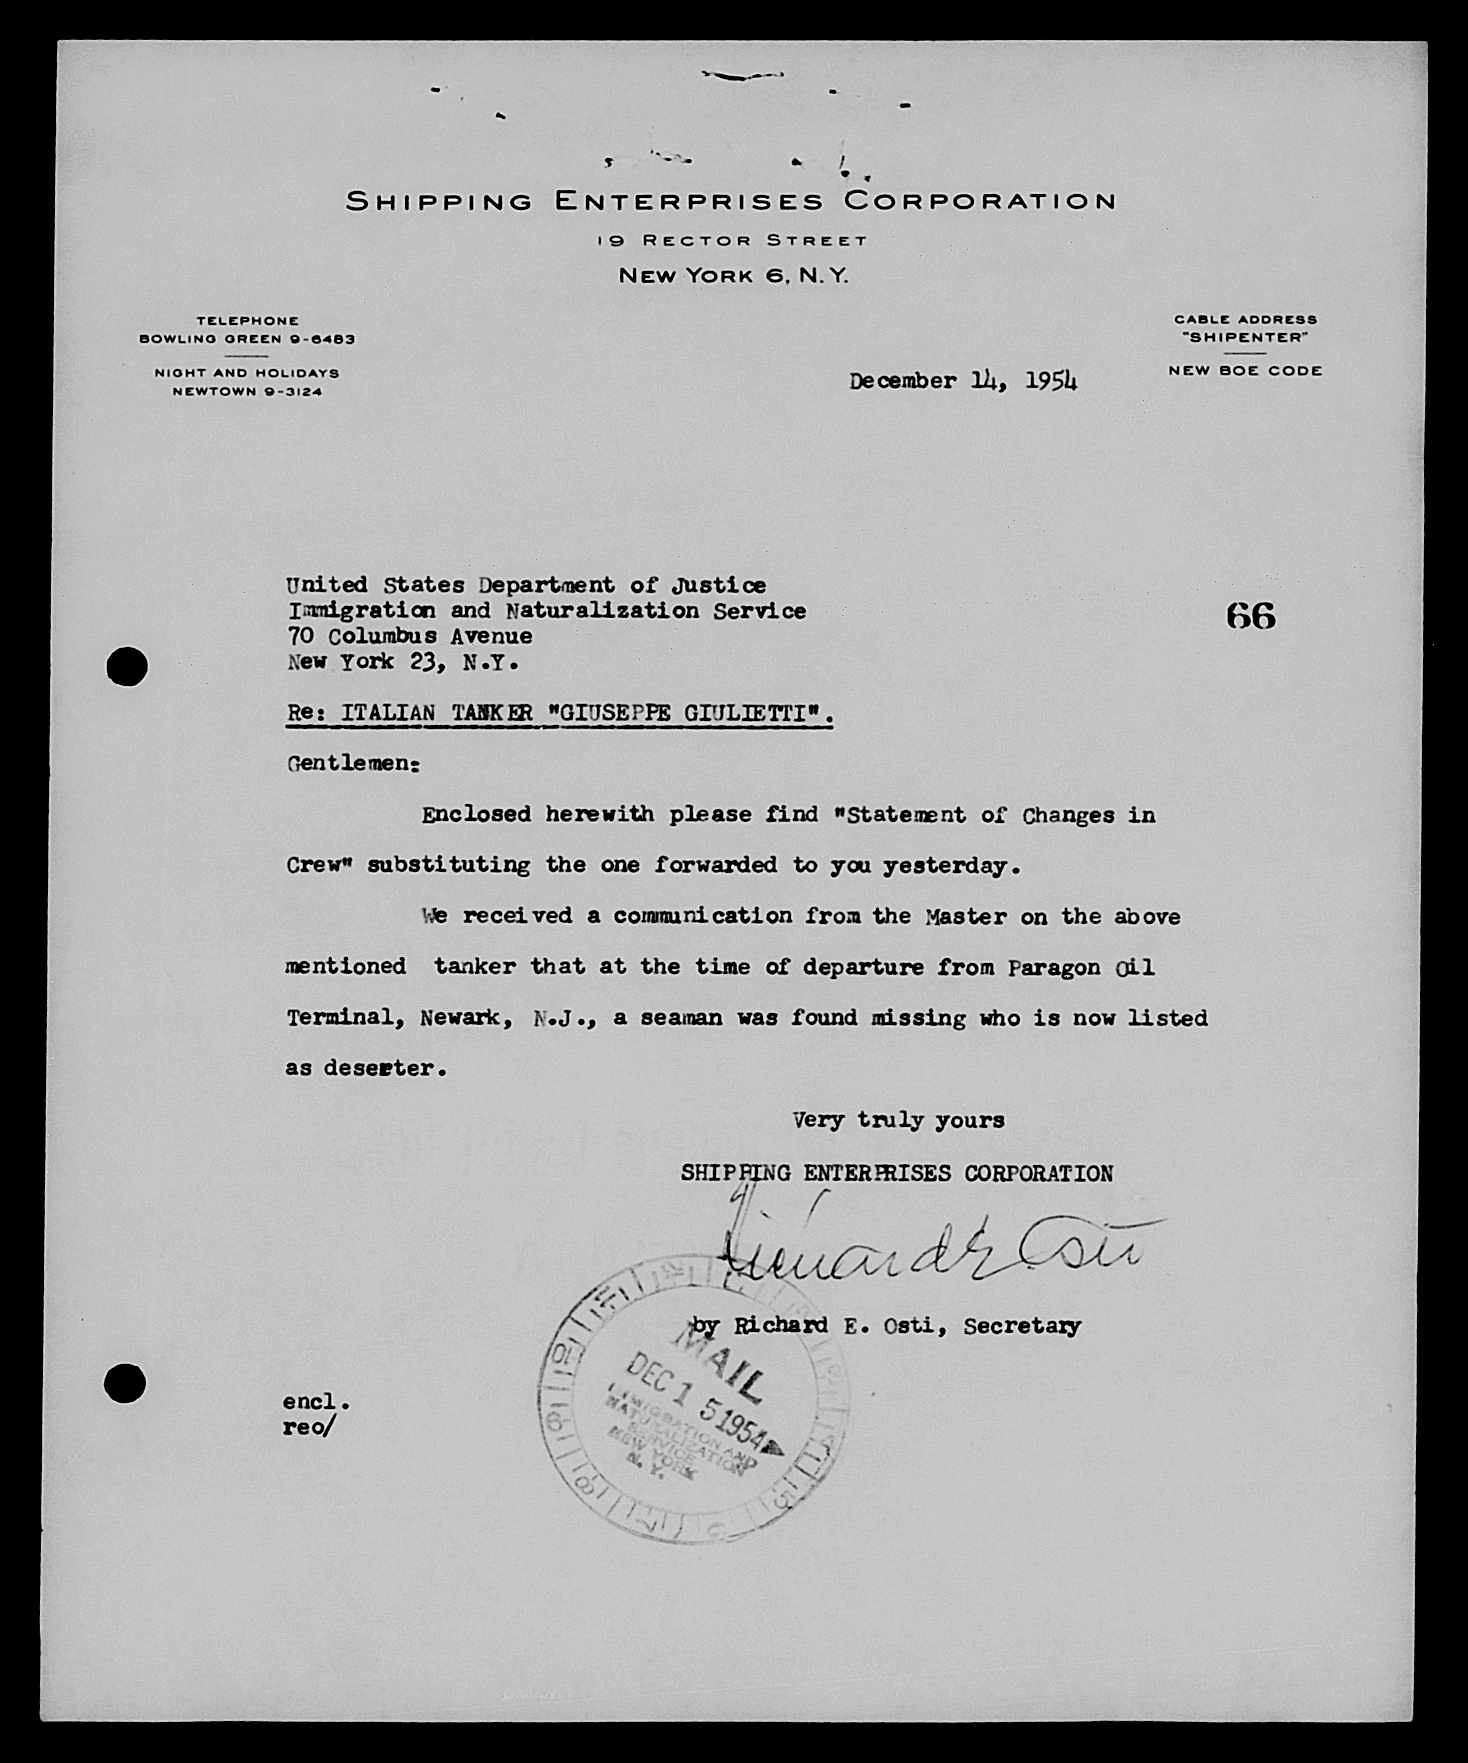 SHIPPING ENTERPRISES CORPORATION
19 RECTOR STREET
NEW YORK 6, N.Y.
TELEPHONE
BOWLING GREEN 9-6483
NIGHT AND HOLIDAYS
NEWTOWN 9-3124
CABLE ADDRESS
"SHIPENTER"
NEW BOE CODE
December 14, 1954
United States Department of Justice
Immigration and Naturalization Service
70 Columbus Avenue
New York 23, N.Y.
66
Re: ITALIAN TANKER "GIUSEPPE GIULIETTI".
Gentlemen:
Enclosed herewith please find "Statement of Changes in
Crew" substituting the one forwarded to you yesterday.
We received a communication from the Master on the above
mentioned tanker that at the time of departure from Paragon Oil
Terminal, Newark, N.J., a seaman was found missing who is now listed
as deserter.
Very truly yours
SHIPPING ENTERPRISES CORPORATION
Richard E. Osti
by Richard E. Osti, Secretary
MAIL
DEC 15 1954
IMMIGRATION AND
NATURALIZATION
SERVICE
NEW YORK
N. Y.
encl.
reo/